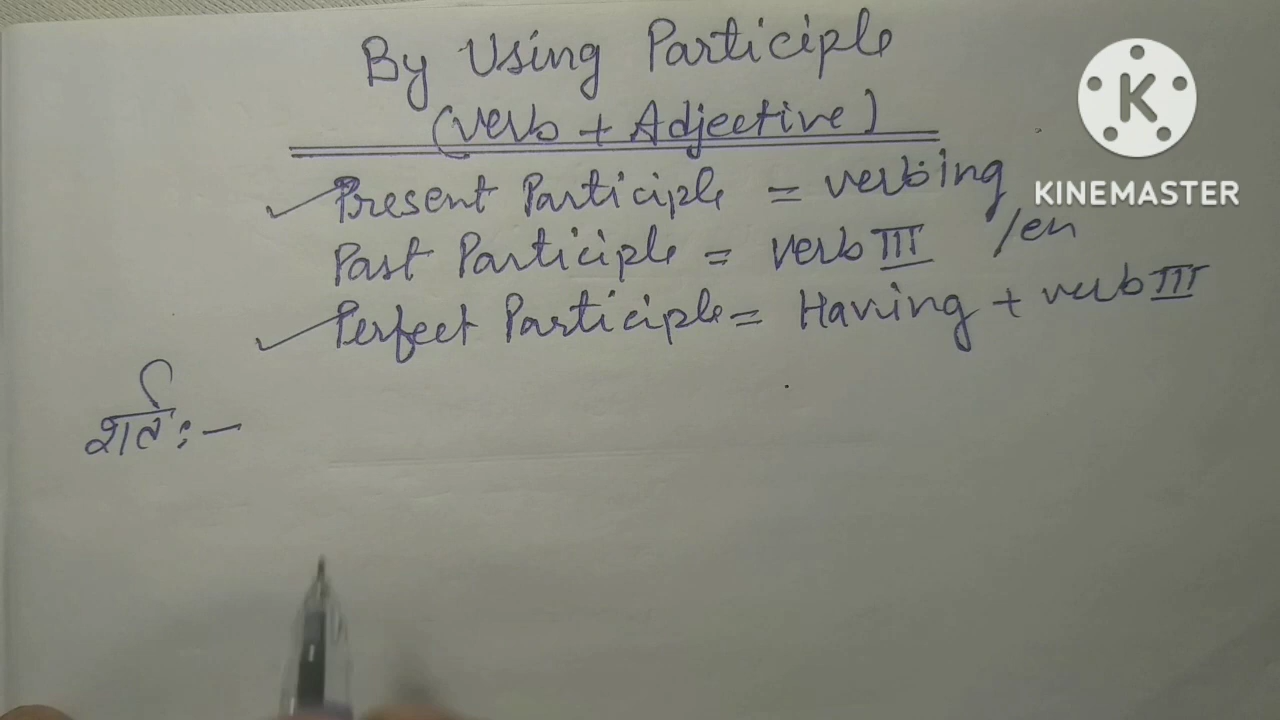 By Using Participle
(verb + Adjective)
Present Participle = verbing
Past Participle = verb III /en
Perfect Participle = Having + verb III
शर्त :-
K
KINEMASTER